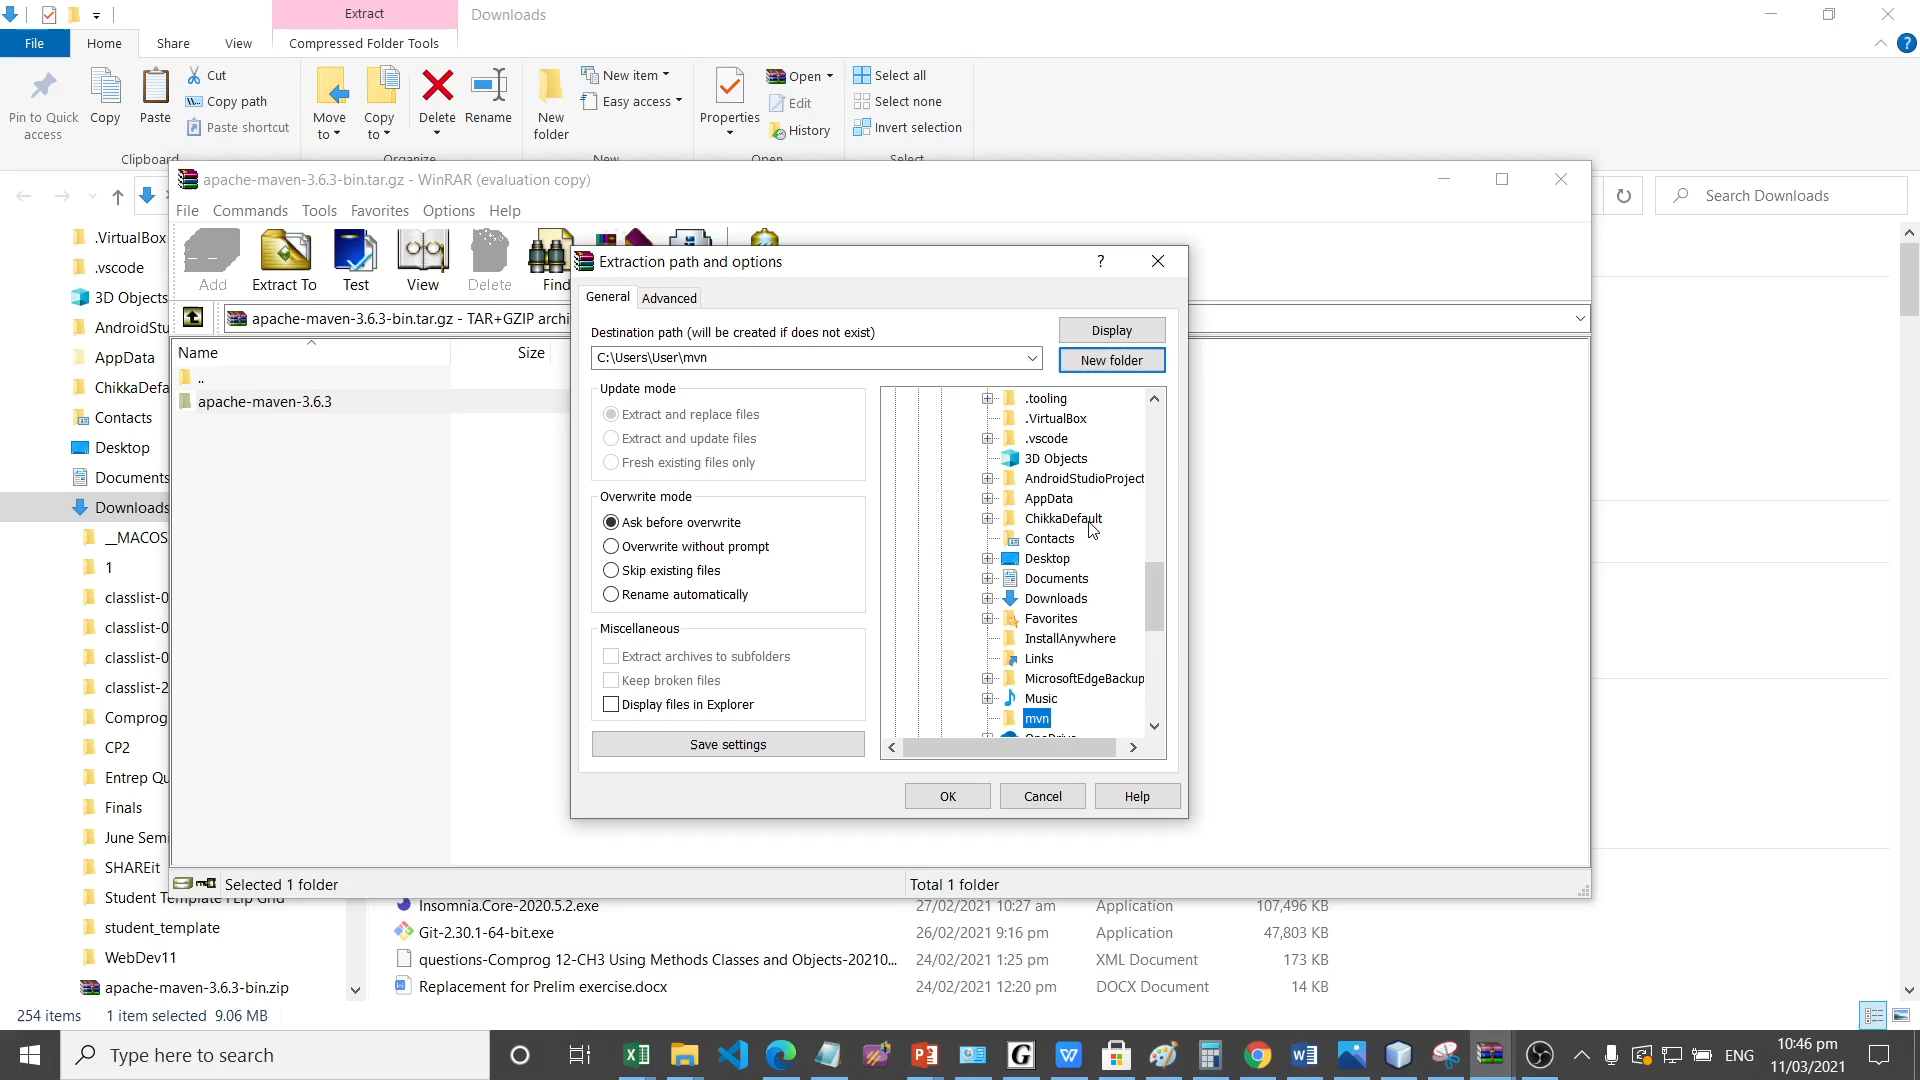 Extract
Downloads
File
Home
Share
View
Compressed Folder Tools
Pin to Quick
access
Copy
Paste
Cut
Copy path
Paste shortcut
Clipboard
Move
to
Copy
to
Delete
Rename
Organize
New
folder
New item
Easy access
New
Properties
Open
Edit
History
Open
Select all
Select none
Invert selection
Select
Search Downloads
apache-maven-3.6.3-bin.tar.gz - WinRAR (evaluation copy)
File Commands Tools Favorites Options Help
Add
Extract To
Test
View
Delete
Find
apache-maven-3.6.3-bin.tar.gz - TAR+GZIP archi
Name
Size
..
apache-maven-3.6.3
Selected 1 folder
Total 1 folder
.VirtualBox
.vscode
3D Objects
AndroidStu
AppData
ChikkaDefa
Contacts
Desktop
Documents
Downloads
__MACOS
1
classlist-0
classlist-0
classlist-0
classlist-2
Comprog
CP2
Entrep Qu
Finals
June Semi
SHAREit
Student Template Flip Grid
student_template
WebDev11
apache-maven-3.6.3-bin.zip
Extraction path and options
?
General
Advanced
Destination path (will be created if does not exist)
C:\Users\User\mvn
Display
New folder
Update mode
Extract and replace files
Extract and update files
Fresh existing files only
Overwrite mode
Ask before overwrite
Overwrite without prompt
Skip existing files
Rename automatically
Miscellaneous
Extract archives to subfolders
Keep broken files
Display files in Explorer
Save settings
.tooling
.VirtualBox
.vscode
3D Objects
AndroidStudioProject
AppData
ChikkaDefault
Contacts
Desktop
Documents
Downloads
Favorites
InstallAnywhere
Links
MicrosoftEdgeBackup
Music
mvn
OneDrive
OK
Cancel
Help
Insomnia.Core-2020.5.2.exe 27/02/2021 10:27 am Application 107,496 KB
Git-2.30.1-64-bit.exe 26/02/2021 9:16 pm Application 47,803 KB
questions-Comprog 12-CH3 Using Methods Classes and Objects-20210... 24/02/2021 1:25 pm XML Document 173 KB
Replacement for Prelim exercise.docx 24/02/2021 12:20 pm DOCX Document 14 KB
254 items 1 item selected 9.06 MB
Type here to search
ENG
10:46 pm
11/03/2021